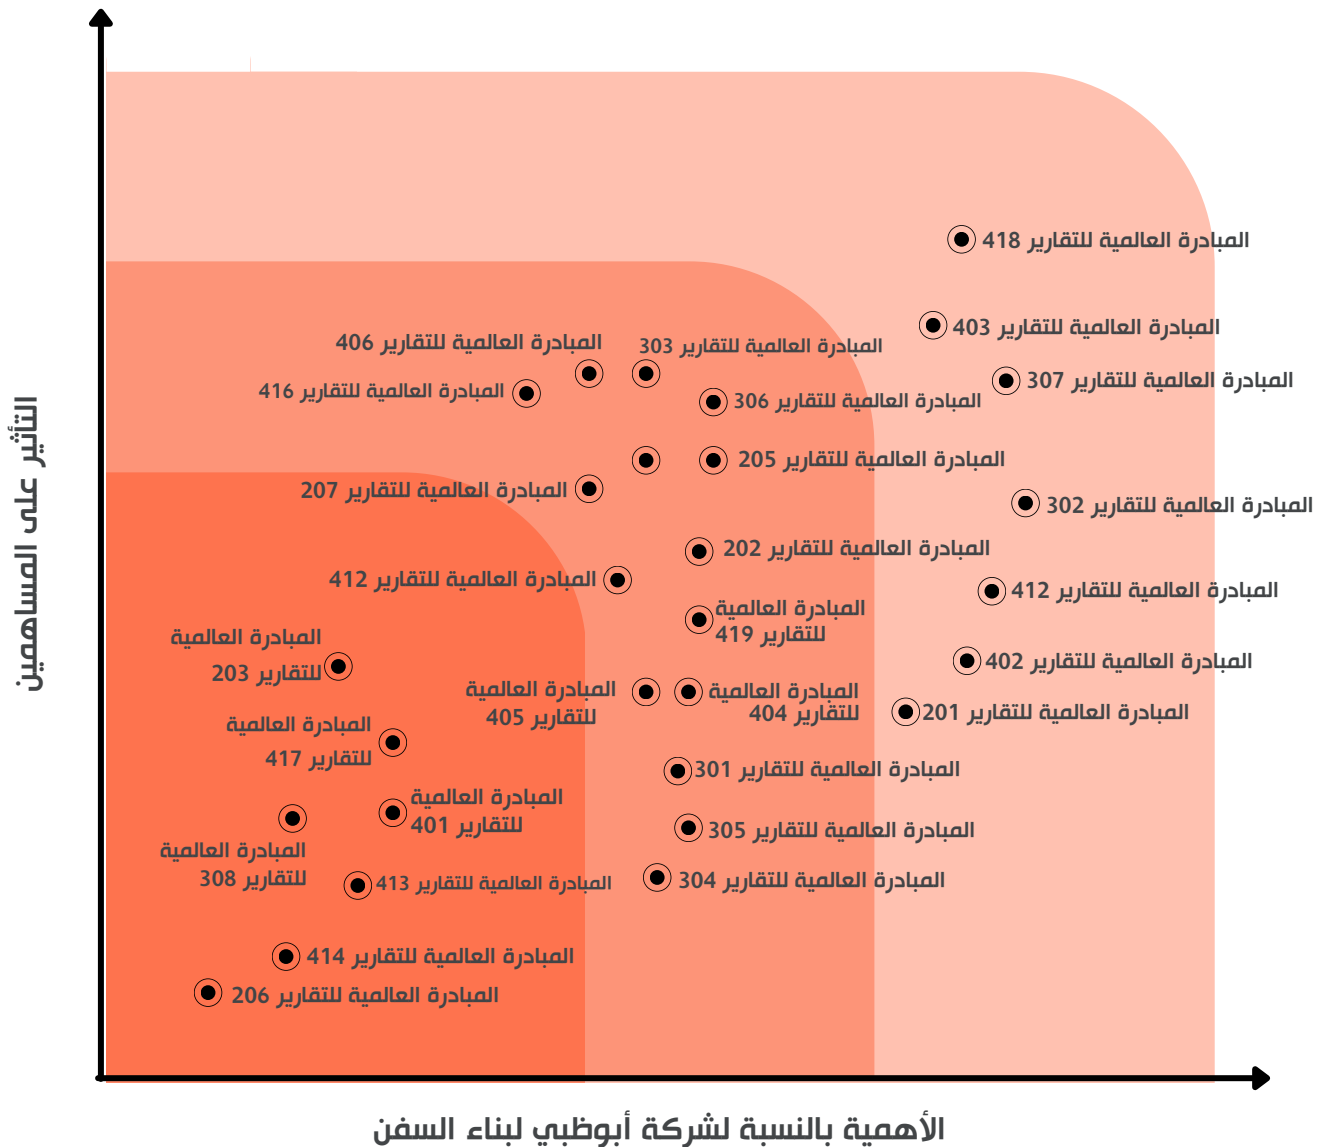 المبادرة العالمية للتقارير 418
المبادرة العالمية للتقارير 403
المبادرة العالمية للتقارير 406
المبادرة العالمية للتقارير 303
المبادرة العالمية للتقارير 307
المبادرة العالمية للتقارير 416
المبادرة العالمية للتقارير 306
المبادرة العالمية للتقارير 205
المبادرة العالمية للتقارير 207
المبادرة العالمية للتقارير 302
المبادرة العالمية للتقارير 202
المبادرة العالمية للتقارير 412
المبادرة العالمية للتقارير 412
المبادرة العالمية
للتقارير 419
المبادرة العالمية
للتقارير 203
المبادرة العالمية للتقارير 402
المبادرة العالمية
للتقارير 404
المبادرة العالمية
للتقارير 405
المبادرة العالمية للتقارير 201
المبادرة العالمية
للتقارير 417
المبادرة العالمية للتقارير 301
المبادرة العالمية
للتقارير 401
المبادرة العالمية للتقارير 305
المبادرة العالمية
للتقارير 308
المبادرة العالمية للتقارير 304
المبادرة العالمية للتقارير 413
المبادرة العالمية للتقارير 414
المبادرة العالمية للتقارير 206
التأثير على المساهمين
الأهمية بالنسبة لشركة أبوظبي لبناء السفن